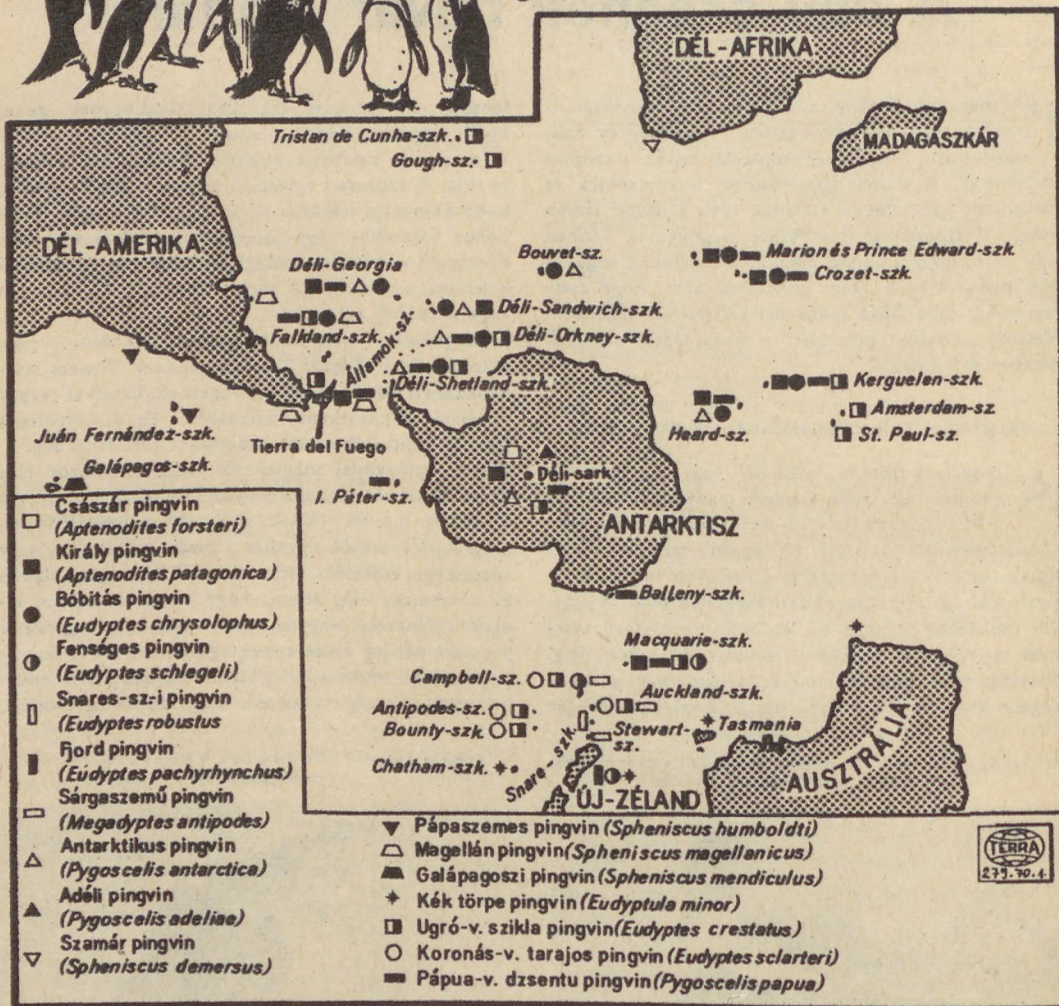 DÉL-AFRIKA
MADAGASZKÁR
Tristan de Cunha-szk.
Gough-sz.
DÉL-AMERIKA
Déli-Georgia
Bouvet-sz.
Marion és Prince Edward-szk.
Crozet-szk.
Déli-Sandwich-szk.
Falkland-szk.
Államok-sz.
Déli-Orkney-szk.
Déli-Shetland-szk.
Kerguelen-szk.
Amsterdam-sz
St. Paul-sz.
Heard-sz.
Juán Fernández-szk.
Tierra del Fuego
Galápagos-szk.
I. Péter-sz.
Déli-sark
ANTARKTISZ
Balleny-szk.
Macquarie-szk.
Campbell-sz.
Auckland-szk.
Antipodes-sz.
Bounty-szk.
Stewart-
sz.
Tasmania
Snare-szk.
Chatham-szk.
ÚJ-ZÉLAND
AUSZTRÁLIA
Császár pingvin
(Aptenodites forsteri)
Király pingvin
(Aptenodites patagonica)
Bóbitás pingvin
(Eudyptes chrysolophus)
Fenséges pingvin
(Eudyptes schlegeli)
Snares-sz-i pingvin
(Eudyptes robustus
Fjord pingvin
(Eudyptes pachyrhynchus)
Sárgaszemű pingvin
(Megadyptes antipodes)
Antarktikus pingvin
(Pygoscelis antarctica)
Adéli pingvin
(Pygoscelis adeliae)
Szamár pingvin
(Spheniscus demersus)
Pápaszemes pingvin (Spheniscus humboldti)
Magellán pingvin (Spheniscus magellanicus)
Galápagoszi pingvin (Spheniscus mendiculus)
Kék törpe pingvin (Eudyptula minor)
Ugró-v. szikla pingvin (Eudyptes crestatus)
Koronás-v. tarajos pingvin (Eudyptes sclarteri)
Pápua-v. dzsentu pingvin (Pygoscelis papua)
TERRA
279.70.1.